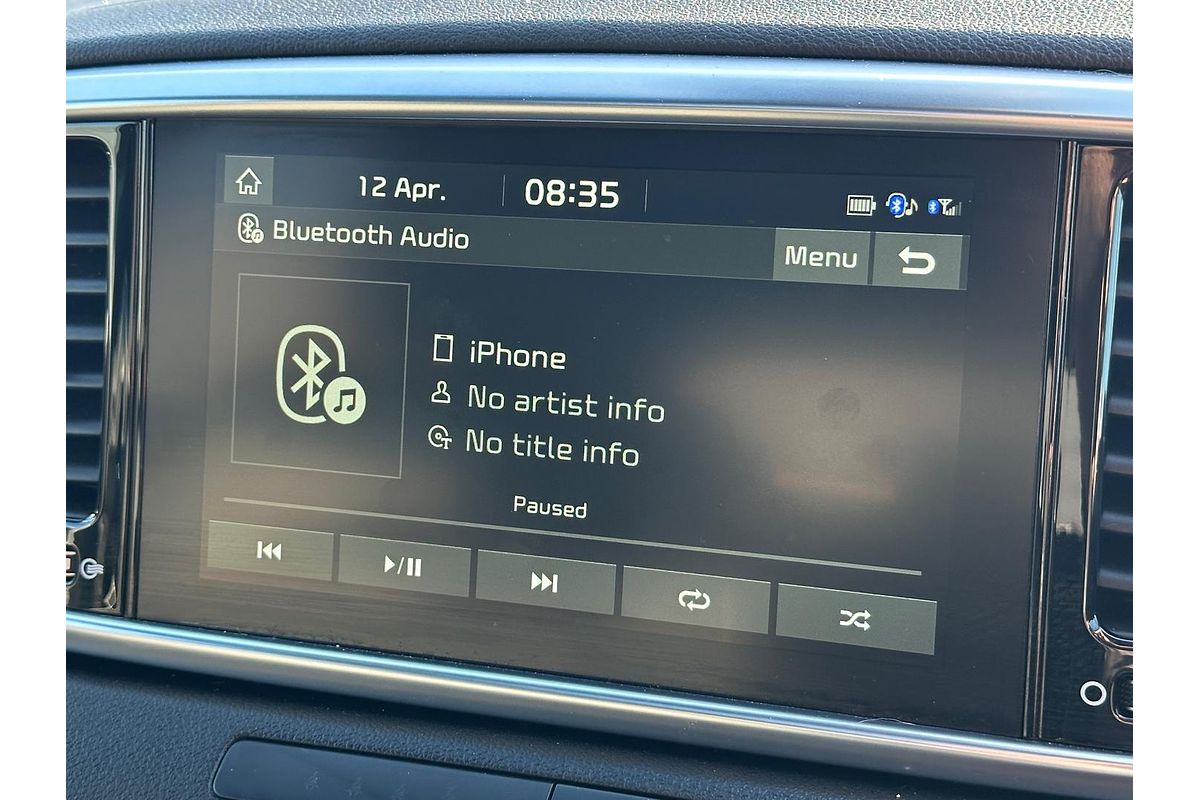 12 Apr. 08:35
Bluetooth Audio Menu
iPhone
No artist info
No title info
Paused